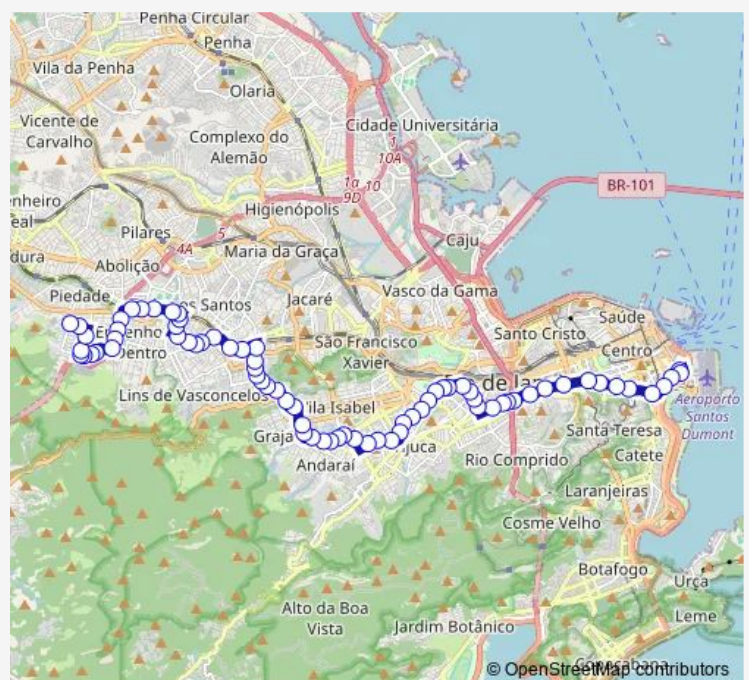 Penha Circular
Penha
Vila da Penha
Olaria
Vicente de
Carvalho
Complexo do
Alemão
Cidade Universitária
1
10A
1a
10
9D
BR-101
Higienópolis
Pilares
4A
5
Maria da Graça
Caju
Abolição
Piedade
os Santos
Jacaré
Vasco da Gama
Saúde
Santo Cristo
Centro
São Francisco
Xavier
Lins de Vasconcelos
Vila Isabel
Andaraí
Rio Comprido
Santa Teresa
Catete
Aeroporto
Santos
Dumont
Laranjeiras
Cosme Velho
Botafogo
Urca
Leme
Alto da Boa
Vista
Jardim Botânico
© OpenStreetMap contributors